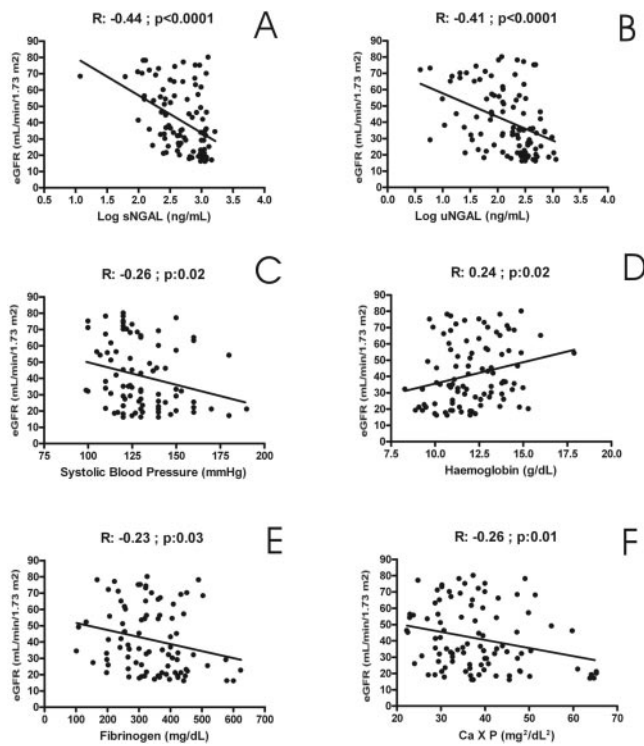 R: -0.44 ; p<0.0001
A
eGFR (mL/min/1.73 m2)
90
80
70
60
50
40
30
20
10
0
0.5 1.0 1.5 2.0 2.5 3.0 3.5 4.0
Log sNGAL (ng/mL)
R: -0.41 ; p<0.0001
B
eGFR (mL/min/1.73 m2)
90
80
70
60
50
40
30
20
10
0
0.0 0.5 1.0 1.5 2.0 2.5 3.0 3.5 4.0
Log uNGAL (ng/mL)
R: -0.26 ; p:0.02
C
eGFR (mL/min/1.73 m2)
90
80
70
60
50
40
30
20
10
0
75 100 125 150 175 200
Systolic Blood Pressure (mmHg)
R: 0.24 ; p:0.02
D
eGFR (mL/min/1.73 m2)
90
80
70
60
50
40
30
20
10
0
7.5 10.0 12.5 15.0 17.5 20.0
Haemoglobin (g/dL)
R: -0.23 ; p:0.03
E
eGFR (mL/min/1.73 m2)
90
80
70
60
50
40
30
20
10
0
0 100 200 300 400 500 600 700
Fibrinogen (mg/dL)
R: -0.26 ; p:0.01
F
eGFR (mL/min/1.73 m2)
90
80
70
60
50
40
30
20
10
0
20 30 40 50 60 70
Ca X P (mg²/dL²)